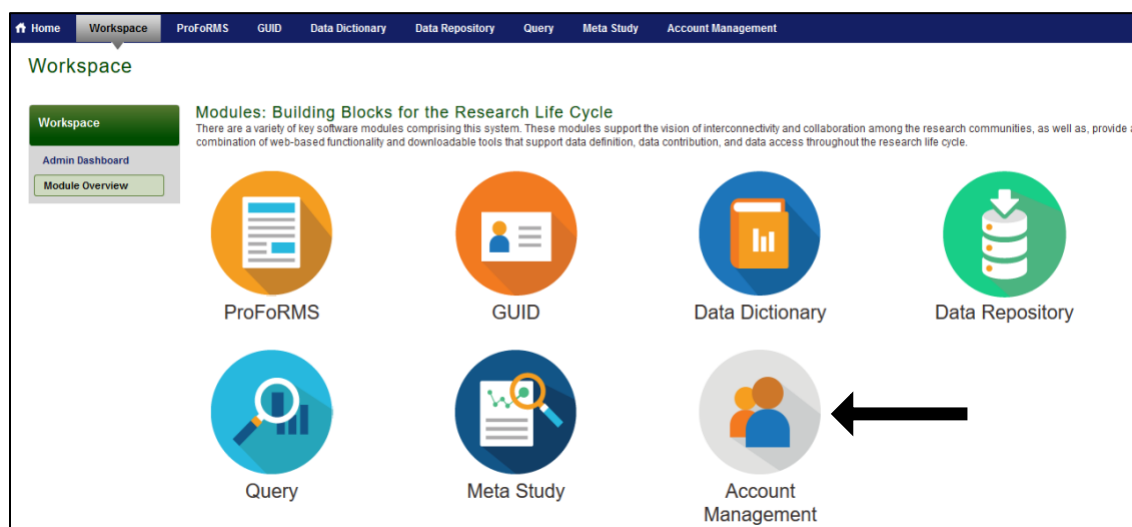 Home Workspace ProFoRMS GUID Data Dictionary Data Repository Query Meta Study Account Management
Workspace
Workspace
Admin Dashboard
Module Overview
Modules: Building Blocks for the Research Life Cycle
There are a variety of key software modules comprising this system. These modules support the vision of interconnectivity and collaboration among the research communities, as well as, provide a
combination of web-based functionality and downloadable tools that support data definition, data contribution, and data access throughout the research life cycle.
ProFoRMS GUID Data Dictionary Data Repository
Query Meta Study Account
Management